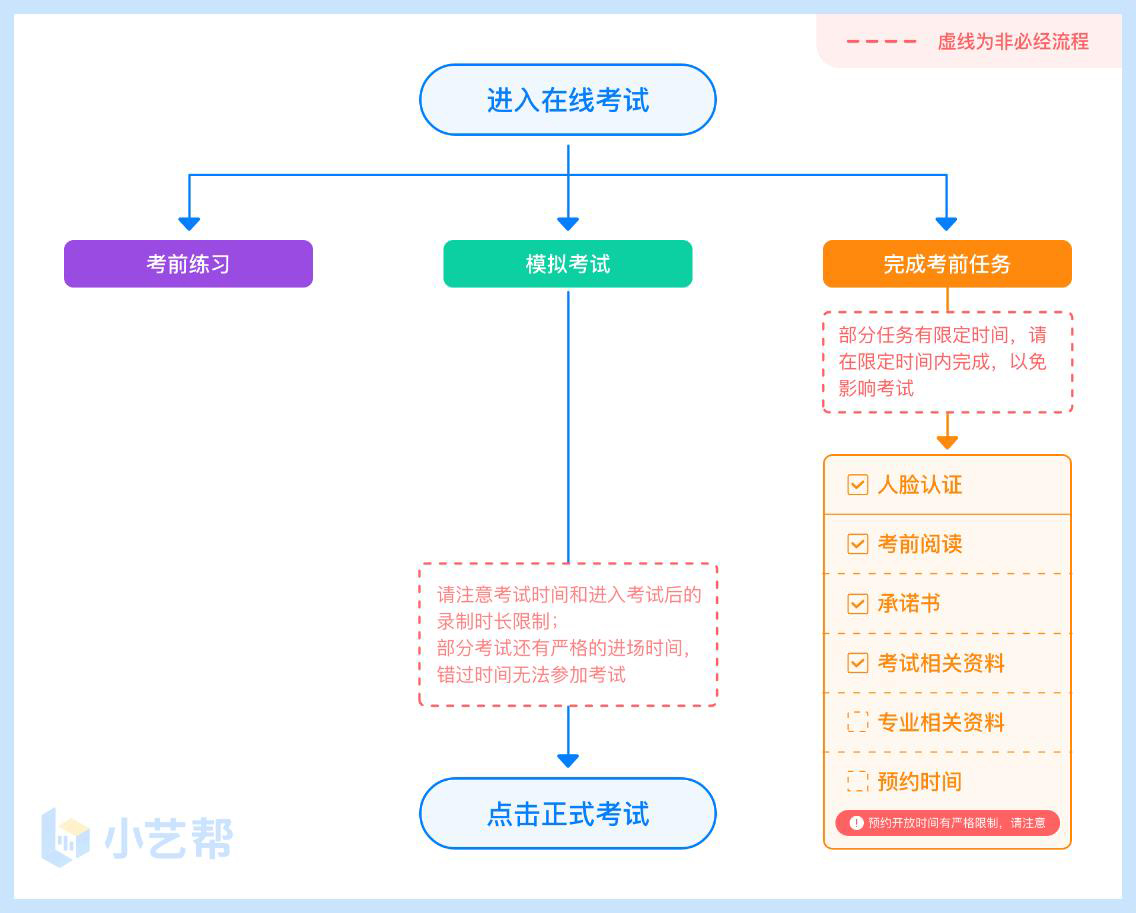 虚线为非必经流程
进入在线考试
考前练习
模拟考试
完成考前任务
部分任务有限定时间，请
在限定时间内完成，以免
影响考试
人脸认证
考前阅读
承诺书
考试相关资料
专业相关资料
预约时间
预约开放时间有严格限制，请注意
请注意考试时间和进入考试后的
录制时长限制；
部分考试还有严格的进场时间，
错过时间无法参加考试
点击正式考试
小艺帮